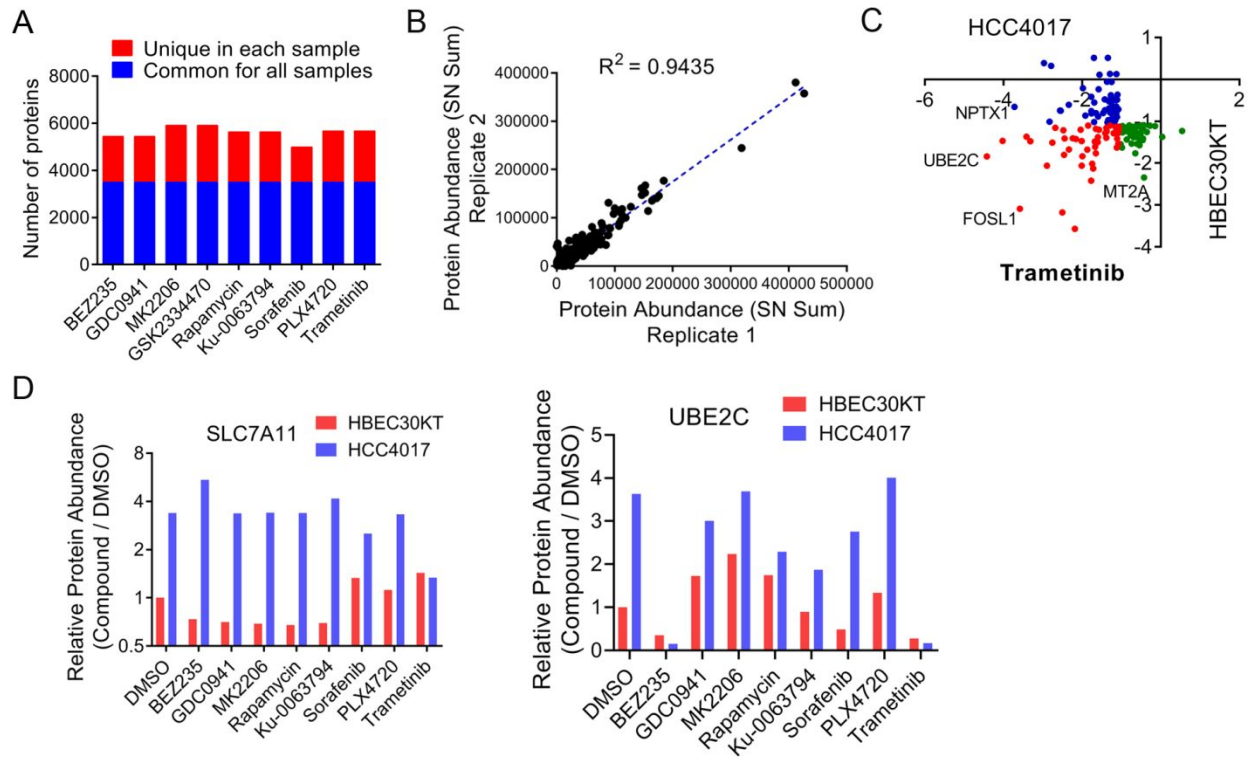 A
Unique in each sample
Common for all samples
Number of proteins
8000
6000
4000
2000
0
BEZ235
GDC0941
MK2206
GSK2334470
Rapamycin
Ku-0063794
Sorafenib
PLX4720
Trametinib
B
R² = 0.9435
Protein Abundance (SN Sum)
Replicate 2
400000
300000
200000
100000
0
0
100000
200000
300000
400000
500000
Protein Abundance (SN Sum)
Replicate 1
C
HCC4017
1
-6
-4
-2
2
-1
-2
-3
-4
NPTX1
UBE2C
MT2A
FOSL1
HBEC30KT
Trametinib
D
SLC7A11
HBEC30KT
HCC4017
Relative Protein Abundance
(Compound / DMSO)
8
4
2
1
0.5
DMSO
BEZ235
GDC0941
MK2206
Rapamycin
Ku-0063794
Sorafenib
PLX4720
Trametinib
UBE2C
HBEC30KT
HCC4017
Relative Protein Abundance
(Compound / DMSO)
5
4
3
2
1
0
DMSO
BEZ235
GDC0941
MK2206
Rapamycin
Ku-0063794
Sorafenib
PLX4720
Trametinib